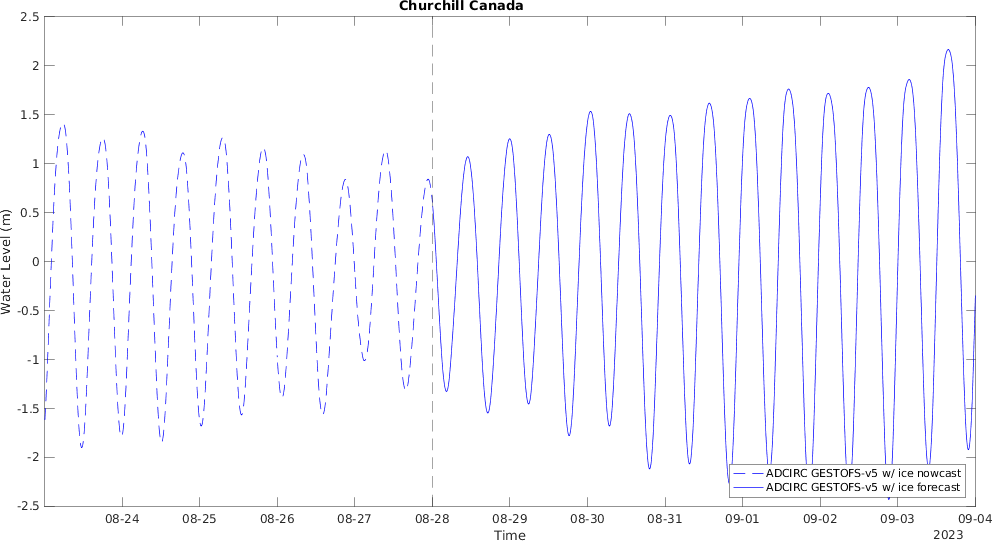 Churchill Canada
2.5
2
1.5
1
0.5
0
-0.5
-1
-1.5
-2
-2.5
Water Level (m)
ADCIRC GESTOFS-v5 w/ ice nowcast
ADCIRC GESTOFS-v5 w/ ice forecast
08-24 08-25 08-26 08-27 08-28 08-29 08-30 08-31 09-01 09-02 09-03 09-04
Time
2023